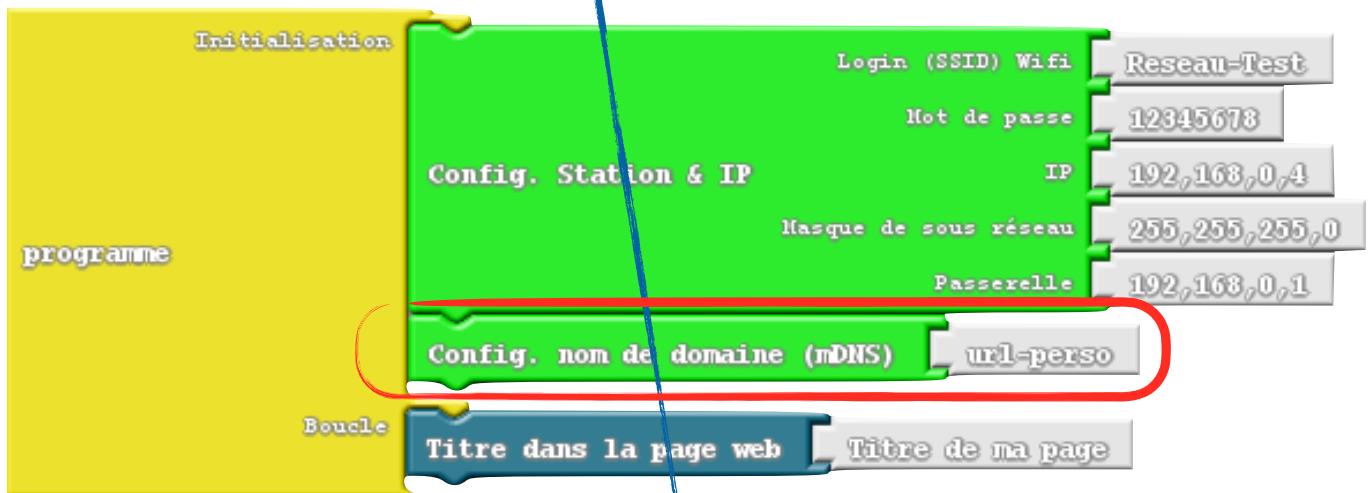 Initialisation
Login (SSID) Wifi Reseau-Test
Mot de passe 12345678
Config. Station & IP IP 192,168,0,4
Masque de sous réseau 255,255,255,0
programme
Passerelle 192,168,0,1
Config. nom de domaine (mDNS) url-perso
Boucle
Titre dans la page web Titre de ma page